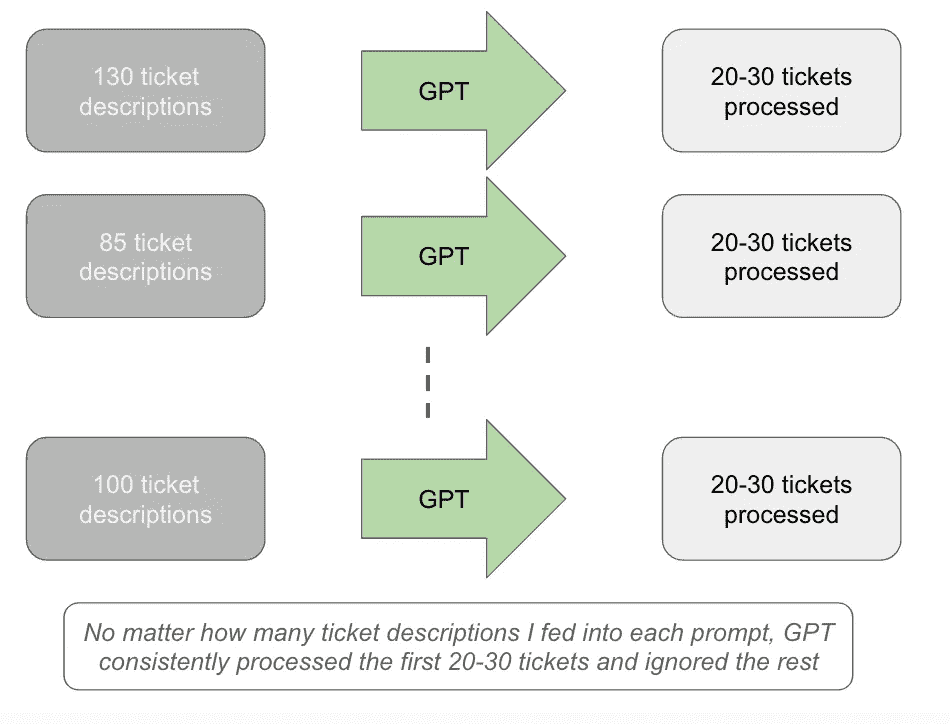 130 ticket
descriptions
GPT
20-30 tickets
processed
85 ticket
descriptions
GPT
20-30 tickets
processed
100 ticket
descriptions
GPT
20-30 tickets
processed
No matter how many ticket descriptions I fed into each prompt, GPT
consistently processed the first 20-30 tickets and ignored the rest